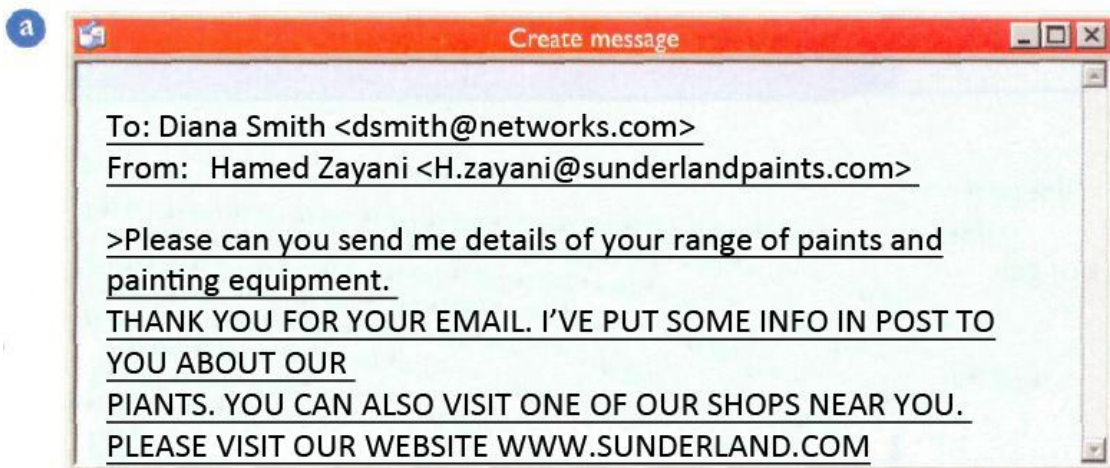 a
Create message
To: Diana Smith <dsmith@networks.com>
From: Hamed Zayani <H.zayani@sunderlandpaints.com>
>Please can you send me details of your range of paints and
painting equipment.
THANK YOU FOR YOUR EMAIL. I’VE PUT SOME INFO IN POST TO
YOU ABOUT OUR
PIANTS. YOU CAN ALSO VISIT ONE OF OUR SHOPS NEAR YOU.
PLEASE VISIT OUR WEBSITE WWW.SUNDERLAND.COM